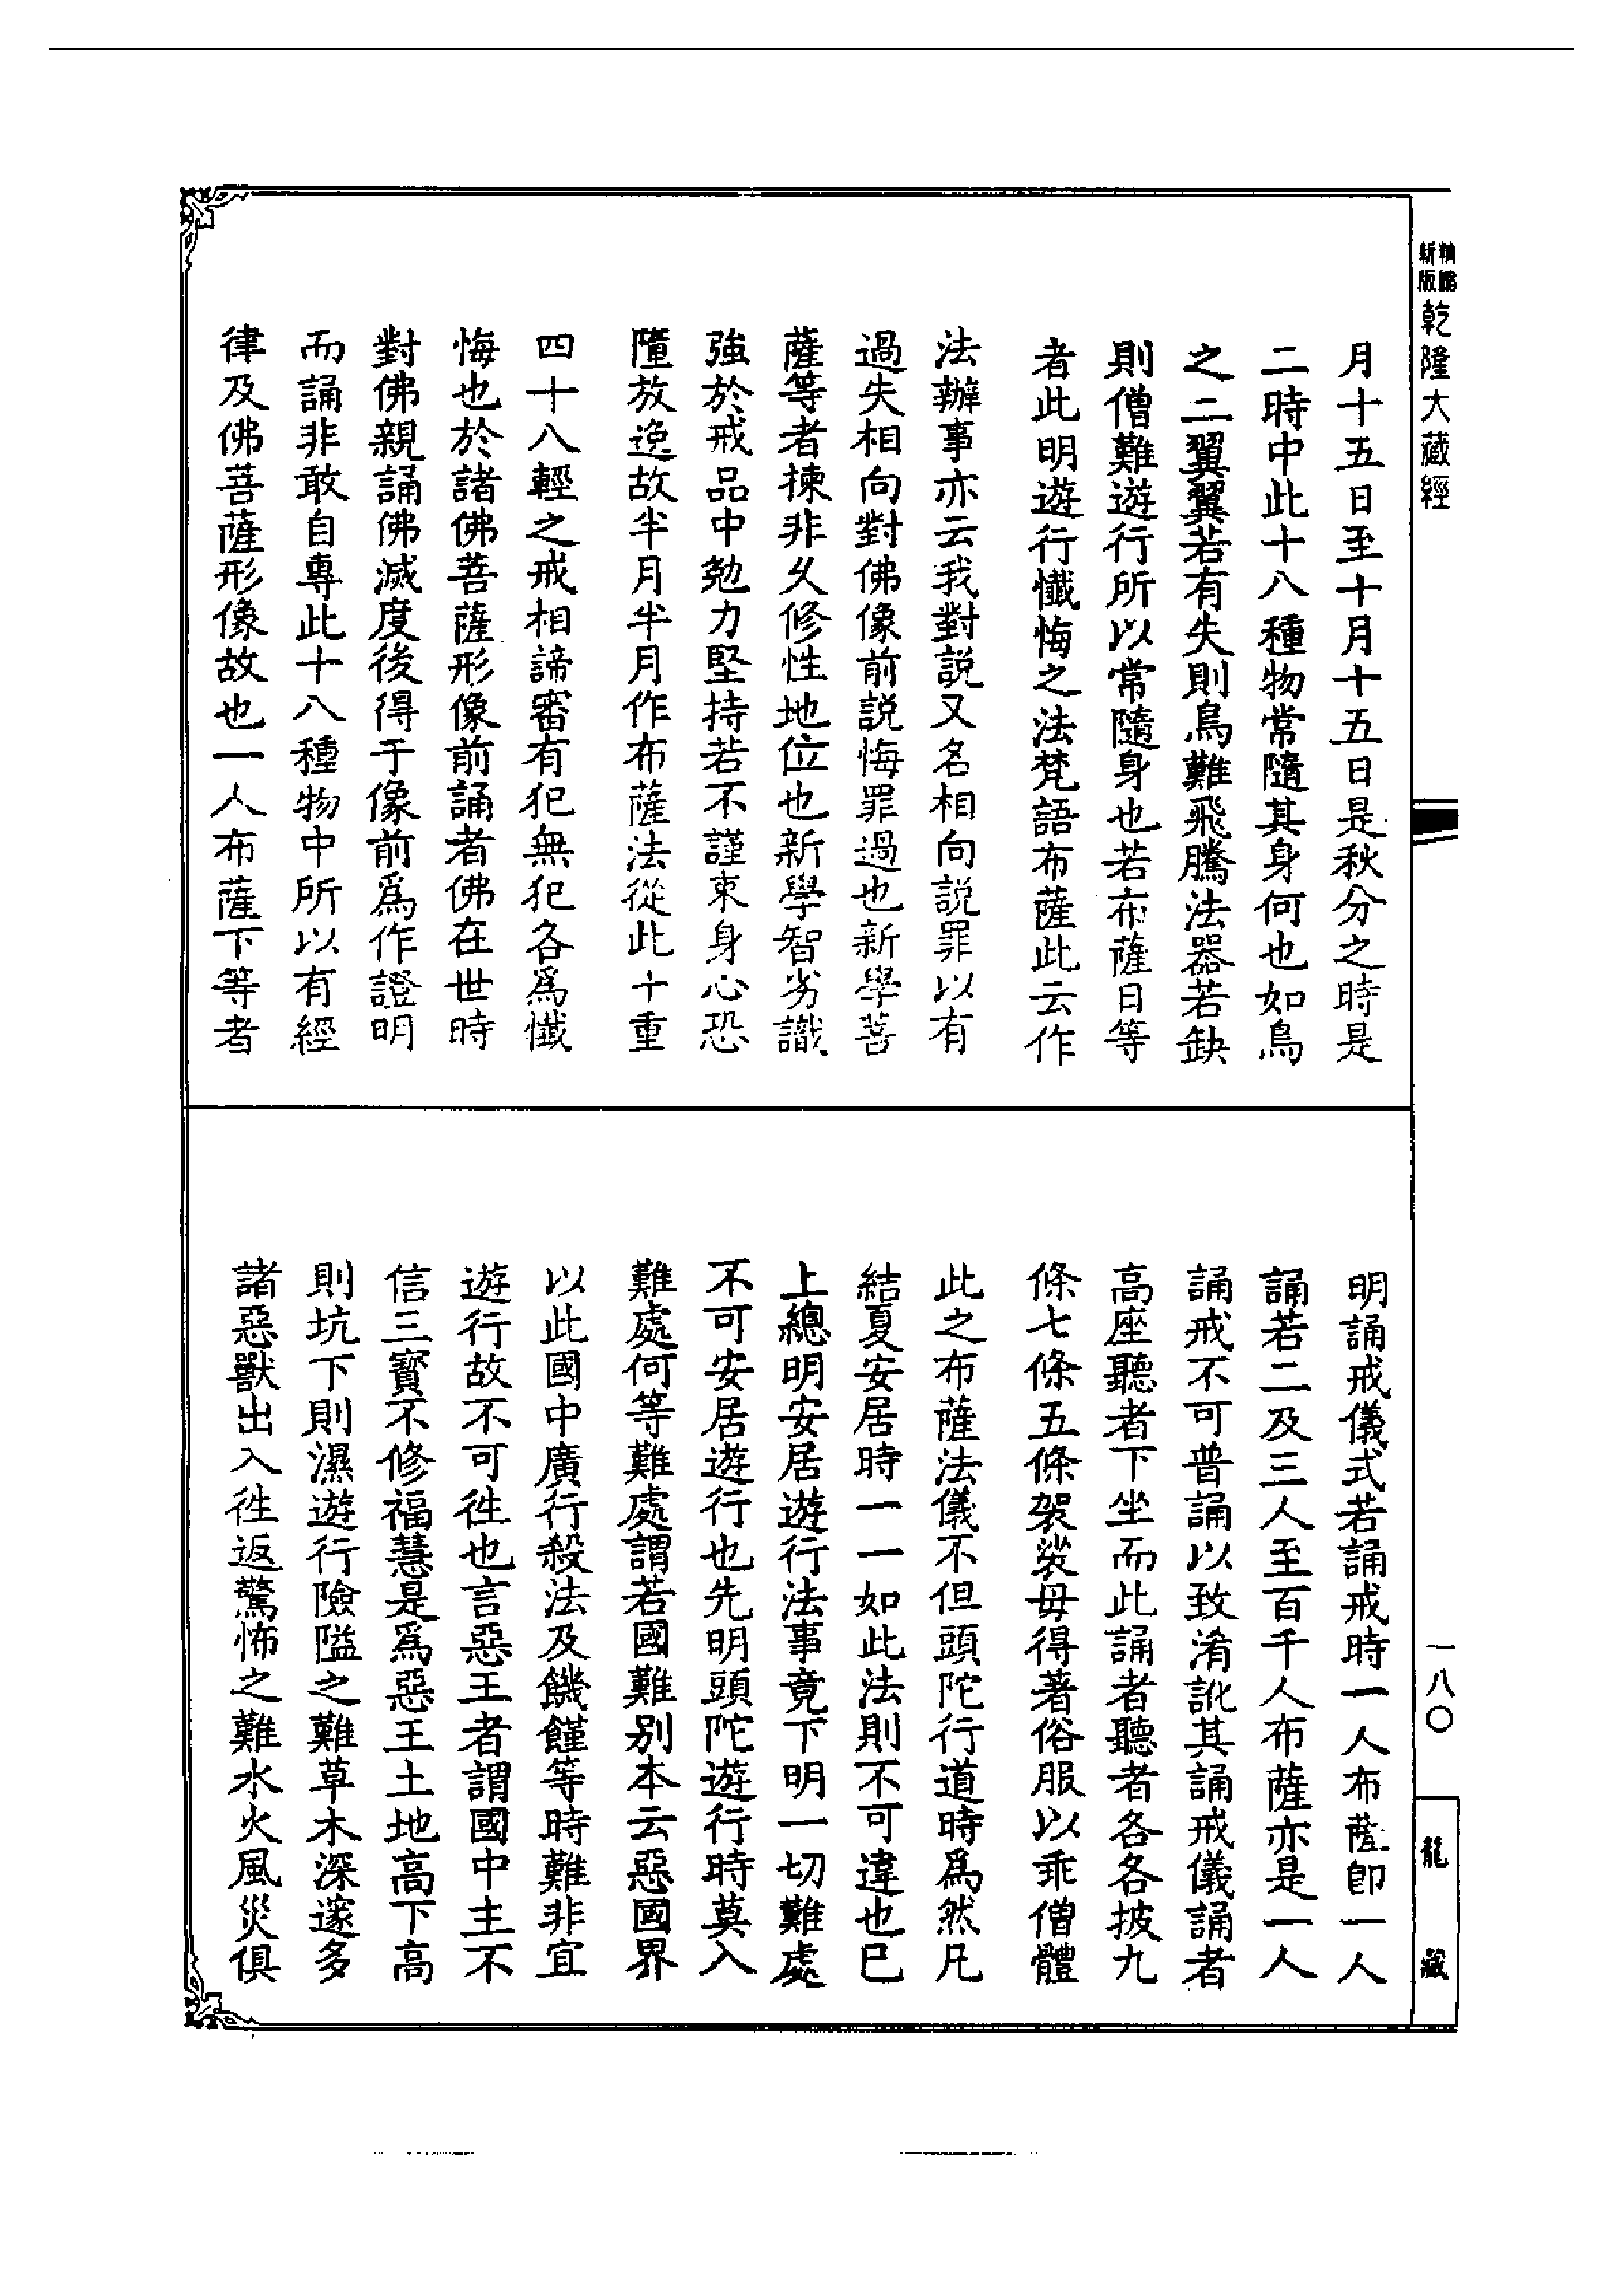 新版精縮乾隆大藏經
月十五日至十月十五日是秋分之時是
二時中此十八種物常隨其身何也如鳥
之二翼翼若有失則鳥難飛騰法器若缺
則僧難遊行所以常隨身也若布薩日等
者此明遊行懺悔之法梵語布薩此云作
法辦事亦云我對説又名相向説罪以有
過失相向對佛像前説悔罪過也新學菩
薩等者揀非久修性地位也新學智劣識
強於戒品中勉力堅持若不謹束身心恐
墮放逸故半月半月作布薩法從此十重
四十八輕之戒相諦審有犯無犯各爲懺
悔也於諸佛菩薩形像前誦者佛在世時
對佛親誦佛滅度後得于像前爲作證明
而誦非敢自專此十八種物中所以有經
律及佛菩薩形像故也一人布薩下等者
明誦戒儀式若誦戒時一人布薩卽一人
誦若二及三人至百千人布薩亦是一人
誦戒不可普誦以致淆訛其誦戒儀誦者
高座聽者下坐而此誦者聽者各各披九
條七條五條袈裟毋得著俗服以乖僧體
此之布薩法儀不但頭陀行道時爲然凡
結夏安居時一一如此法則不可違也已
上總明安居遊行法事竟下明一切難處
不可安居遊行也先明頭陀遊行時莫入
難處何等難處謂若國難别本云惡國界
以此國中廣行殺法及饑饉等時難非宜
遊行故不可徃也言惡王者謂國中主不
信三寳不修福慧是爲惡王土地高下高
則坑下則濕遊行險隘之難草木深邃多
諸惡獸出入徃返驚怖之難水火風災俱
一八〇
龍藏